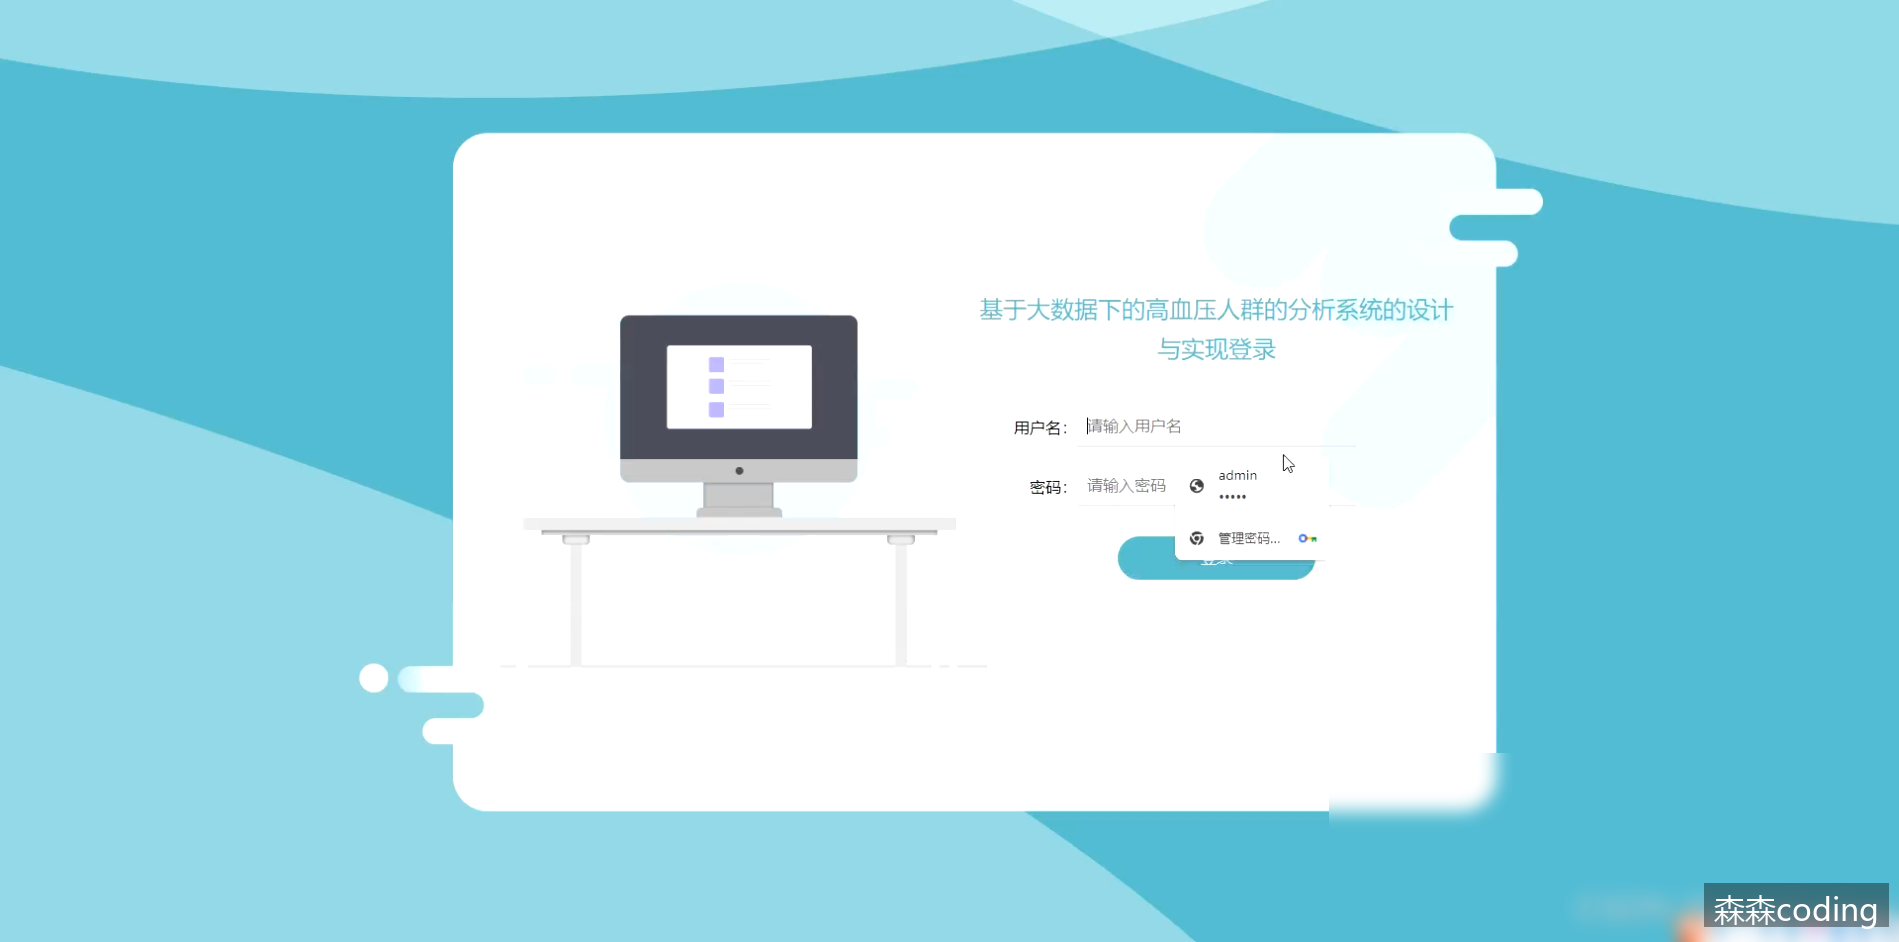 基于大数据下的高血压人群的分析系统的设计
与实现登录
用户名：
请输入用户名
密码：
请输入密码
admin
•••••
管理密码...
登录
森森coding